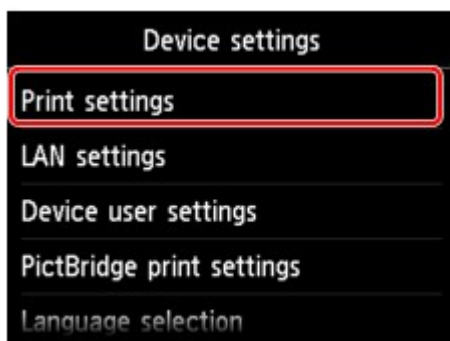 Device settings
Print settings
LAN settings
Device user settings
PictBridge print settings
Language selection